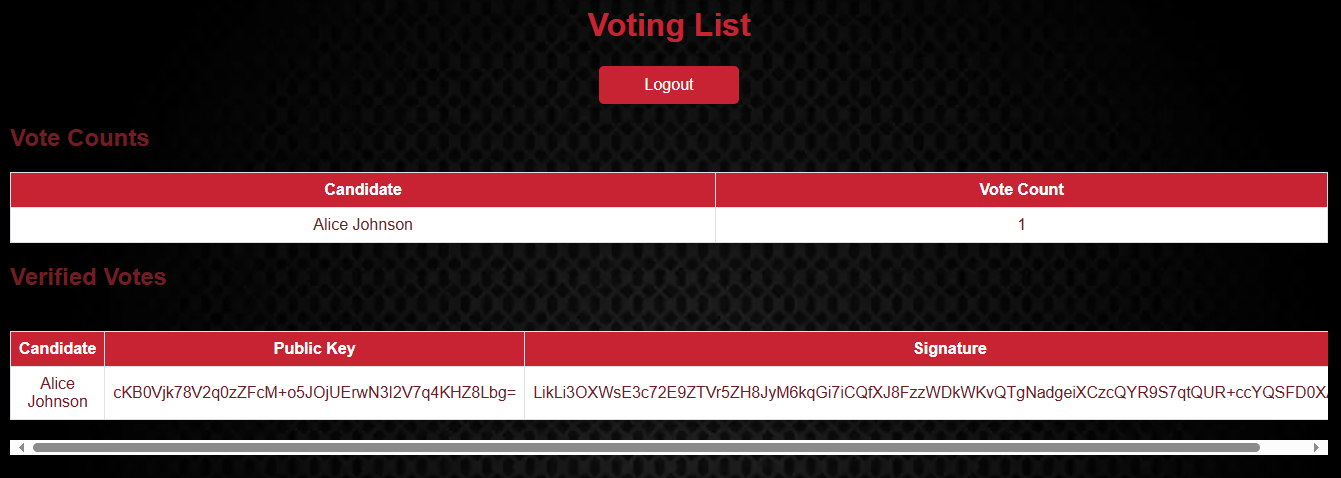 Voting List
Logout
Vote Counts
Candidate Vote Count
Alice Johnson 1
Verified Votes
Candidate Public Key Signature
Alice Johnson cKB0Vjk78V2q0zZFcM+o5JOjUErwN3l2V7q4KHZ8Lbg= LikLi3OXWsE3c72E9ZTVr5ZH8JyM6kqGi7iCQfXJ8FzzWDkWKvQTgNadgeiXCzcQYR9S7qtQUR+ccYQSFD0X